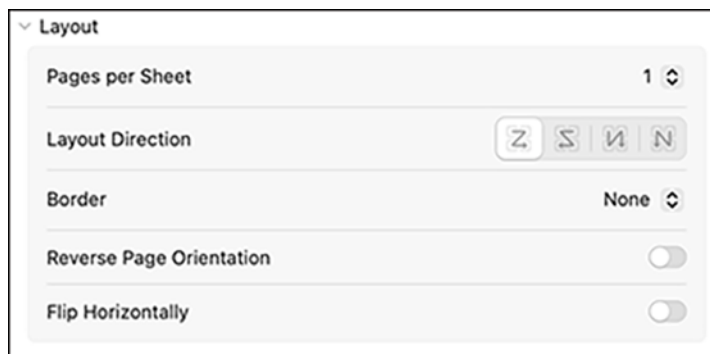 Layout
Pages per Sheet 1
Layout Direction
Border None
Reverse Page Orientation
Flip Horizontally